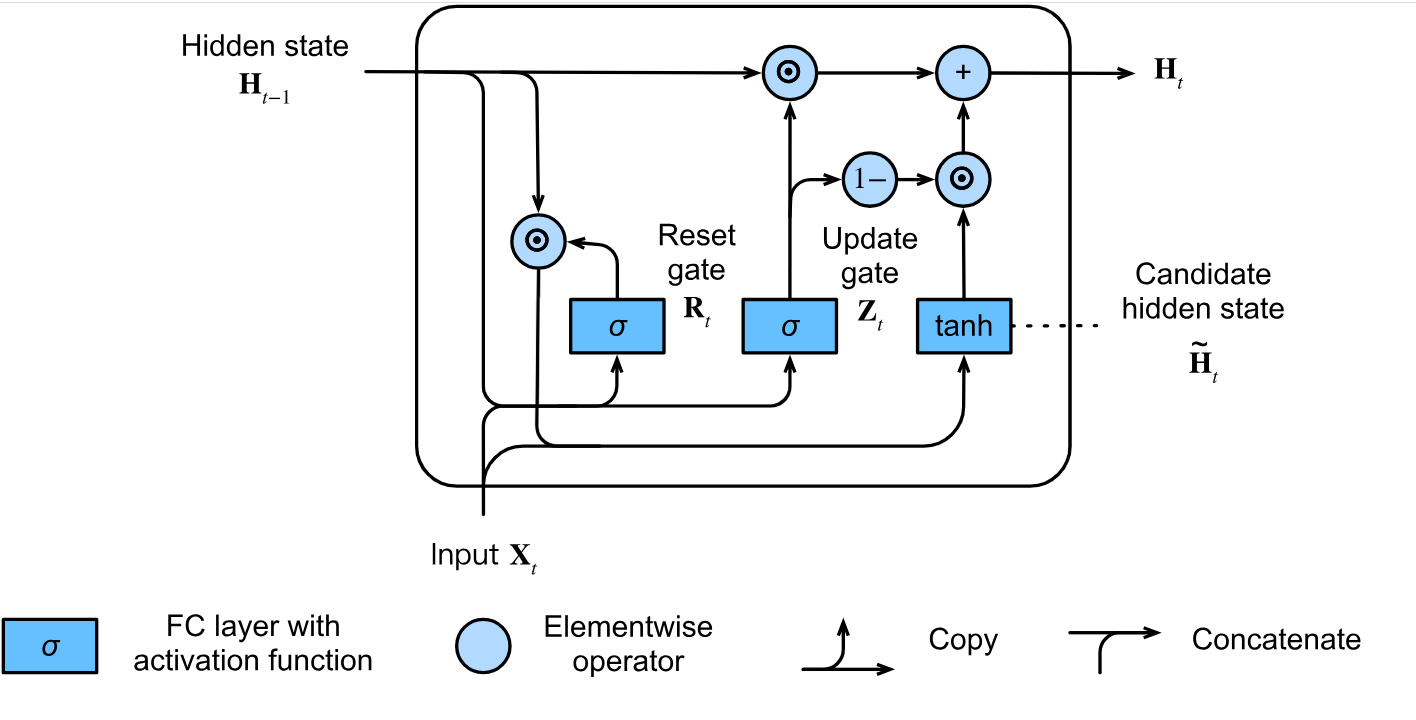 Hidden state
H_{t−1}
⊙
+
H_t
1−
⊙
⊙
Reset
gate
R_t
Update
gate
Z_t
σ
σ
tanh
Candidate
hidden state
H̃_t
Input X_t
σ
FC layer with
activation function
Elementwise
operator
Copy
Concatenate